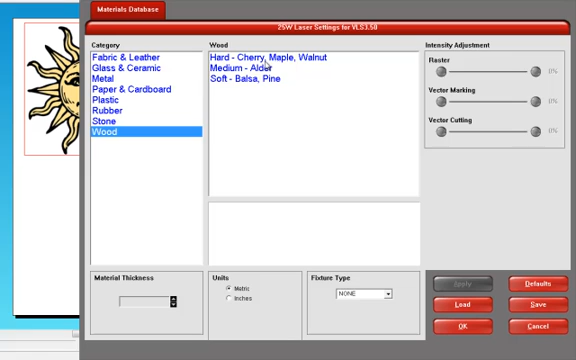 Materials Database
25W Laser Settings for VLS3.50
Category
Fabric & Leather
Glass & Ceramic
Metal
Paper & Cardboard
Plastic
Rubber
Stone
Wood
Wood
Hard - Cherry, Maple, Walnut
Medium - Alder
Soft - Balsa, Pine
Intensity Adjustment
Raster
0%
Vector Marking
0%
Vector Cutting
0%
Material Thickness
Units
Metric
Inches
Fixture Type
NONE
Apply
Defaults
Load
Save
OK
Cancel